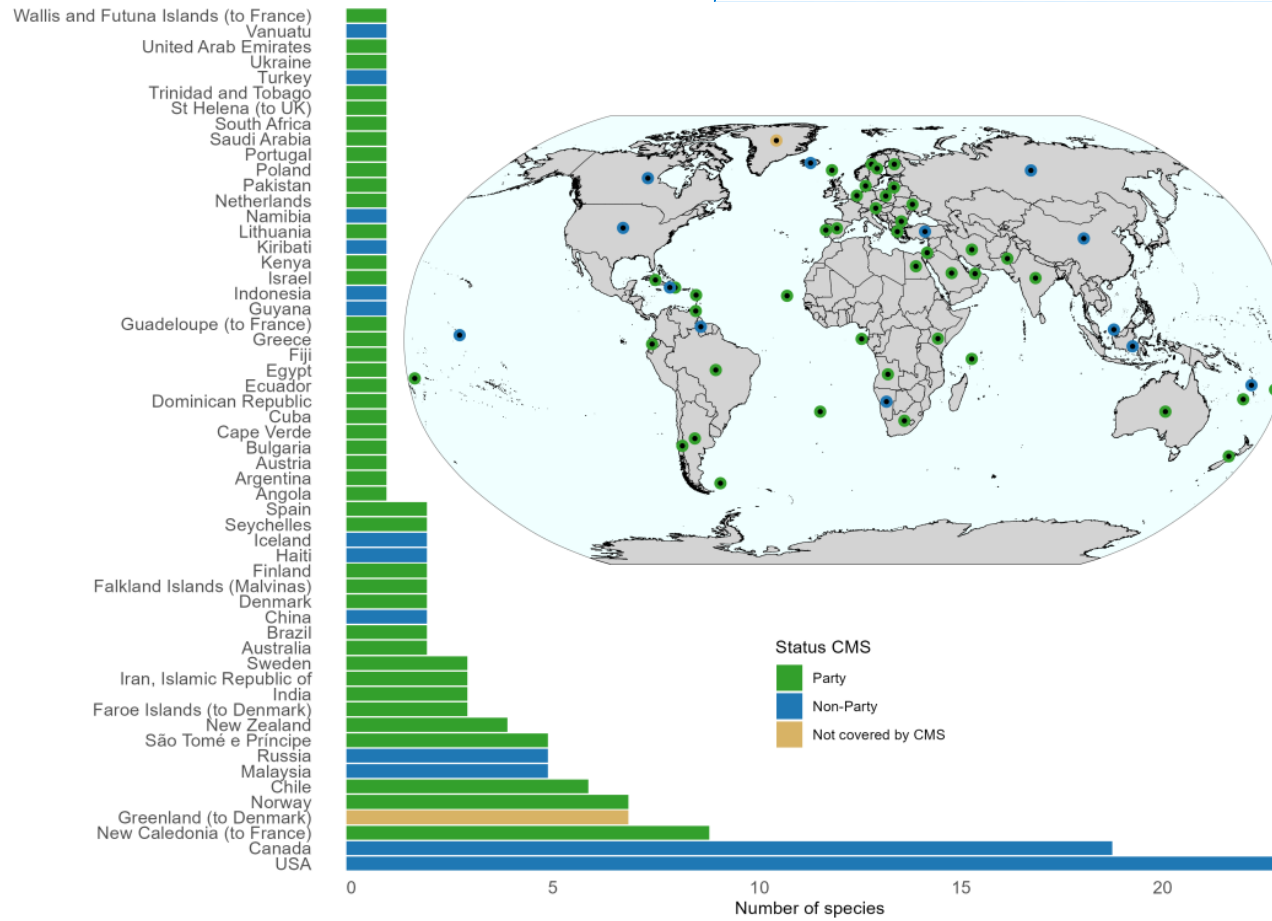 Wallis and Futuna Islands (to France)
Vanuatu
United Arab Emirates
Ukraine
Turkey
Trinidad and Tobago
St Helena (to UK)
South Africa
Saudi Arabia
Portugal
Poland
Pakistan
Netherlands
Namibia
Lithuania
Kiribati
Kenya
Israel
Indonesia
Guyana
Guadeloupe (to France)
Greece
Fiji
Egypt
Ecuador
Dominican Republic
Cuba
Cape Verde
Bulgaria
Austria
Argentina
Angola
Spain
Seychelles
Iceland
Haiti
Finland
Falkland Islands (Malvinas)
Denmark
China
Brazil
Australia
Sweden
Iran, Islamic Republic of
India
Faroe Islands (to Denmark)
New Zealand
São Tomé e Príncipe
Russia
Malaysia
Chile
Norway
Greenland (to Denmark)
New Caledonia (to France)
Canada
USA
Status CMS
Party
Non-Party
Not covered by CMS
0 5 10 15 20
Number of species